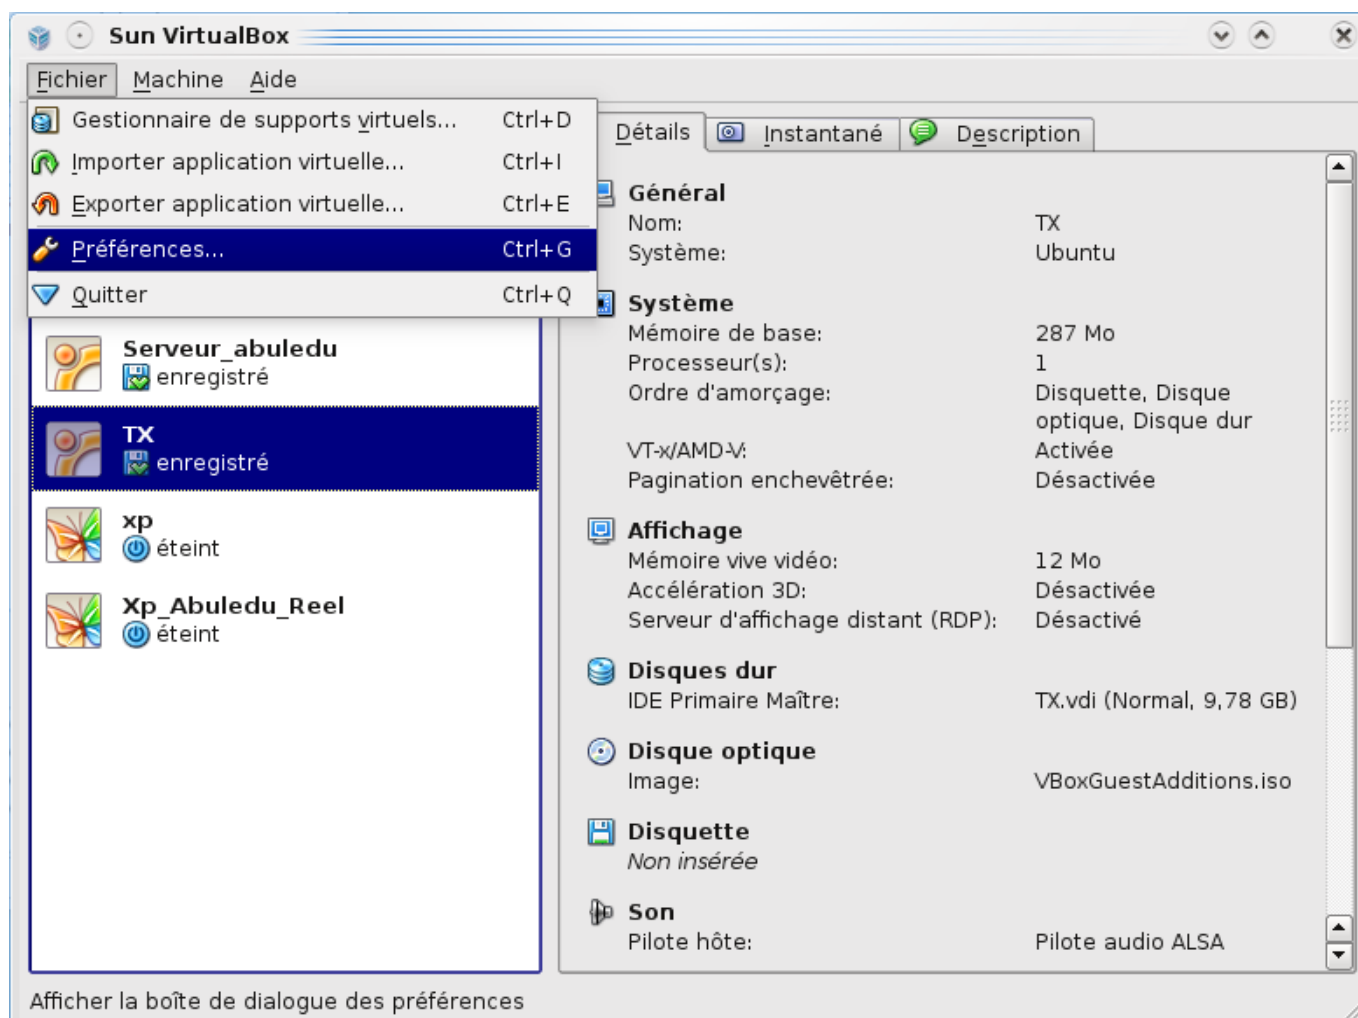 Sun VirtualBox
Fichier Machine Aide
Gestionnaire de supports virtuels... Ctrl+D
Importer application virtuelle... Ctrl+I
Exporter application virtuelle... Ctrl+E
Préférences... Ctrl+G
Quitter Ctrl+Q
Serveur_abuledu
enregistré
TX
enregistré
xp
éteint
Xp_Abuledu_Reel
éteint
Détails Instantané Description
Général
Nom: TX
Système: Ubuntu
Système
Mémoire de base: 287 Mo
Processeur(s): 1
Ordre d'amorçage: Disquette, Disque
optique, Disque dur
VT-x/AMD-V: Activée
Pagination enchevêtrée: Désactivée
Affichage
Mémoire vive vidéo: 12 Mo
Accélération 3D: Désactivée
Serveur d'affichage distant (RDP): Désactivé
Disques dur
IDE Primaire Maître: TX.vdi (Normal, 9,78 GB)
Disque optique
Image: VBoxGuestAdditions.iso
Disquette
Non insérée
Son
Pilote hôte: Pilote audio ALSA
Afficher la boîte de dialogue des préférences